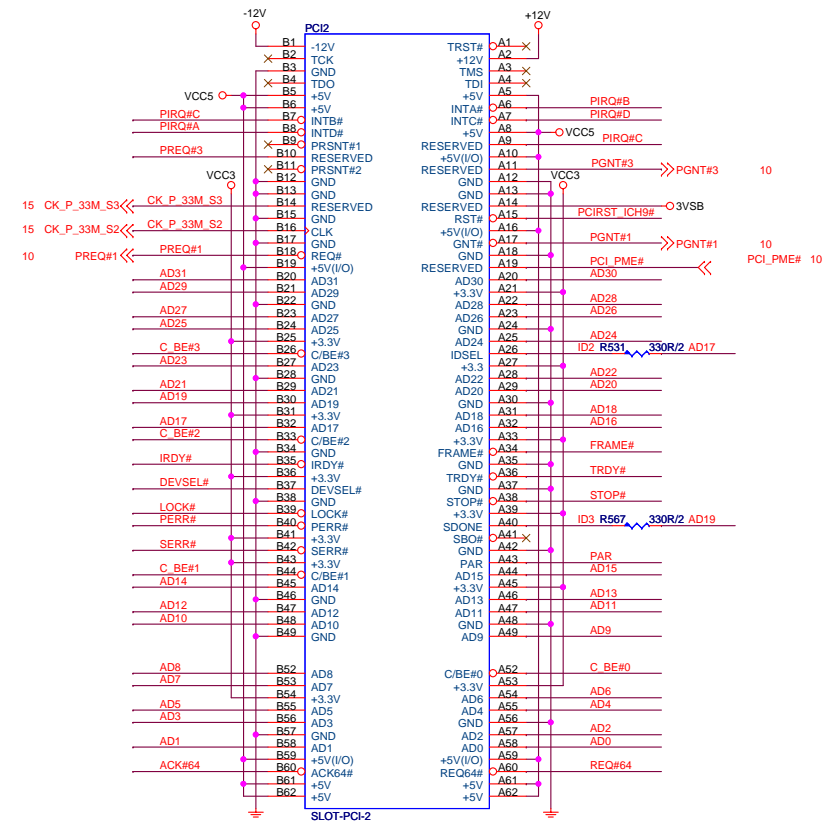 -12V +12V
PCI2
B1 -12V TRST# A1
B2 TCK +12V A2
B3 GND TMS A3
B4 TDO TDI A4
VCC5 B5 +5V +5V A5
B6 +5V INTA# A6 PIRQ#B
PIRQ#C B7 INTB# INTC# A7 PIRQ#D
PIRQ#A B8 INTD# +5V A8 VCC5
B9 PRSNT#1 RESERVED A9 PIRQ#C
PREQ#3 B10 RESERVED +5V(I/O) A10
B11 PRSNT#2 RESERVED A11 PGNT#3 PGNT#3 10
VCC3 B12 GND GND A12 VCC3
B13 GND GND A13
15 CK_P_33M_S3 CK_P_33M_S3 B14 RESERVED RESERVED A14 3VSB
B15 GND RST# A15 PCIRST_ICH9#
15 CK_P_33M_S2 CK_P_33M_S2 B16 CLK +5V(I/O) A16
B17 GND GNT# A17 PGNT#1 PGNT#1 10
10 PREQ#1 PREQ#1 B18 REQ# GND A18
B19 +5V(I/O) RESERVED A19 PCI_PME# PCI_PME# 10
AD31 B20 AD31 AD30 A20 AD30
AD29 B21 AD29 +3.3V A21
B22 GND AD28 A22 AD28
AD27 B23 AD27 AD26 A23 AD26
AD25 B24 AD25 GND A24
B25 +3.3V AD24 A25 AD24
C_BE#3 B26 C/BE#3 IDSEL A26 ID2 R531 330R/2 AD17
AD23 B27 AD23 +3.3 A27
B28 GND AD22 A28 AD22
AD21 B29 AD21 AD20 A29 AD20
AD19 B30 AD19 GND A30
B31 +3.3V AD18 A31 AD18
AD17 B32 AD17 AD16 A32 AD16
C_BE#2 B33 C/BE#2 +3.3V A33
B34 GND FRAME# A34 FRAME#
IRDY# B35 IRDY# GND A35
B36 +3.3V TRDY# A36 TRDY#
DEVSEL# B37 DEVSEL# GND A37
B38 GND STOP# A38 STOP#
LOCK# B39 LOCK# +3.3V A39
PERR# B40 PERR# SDONE A40 ID3 R567 330R/2 AD19
B41 +3.3V SBO# A41
SERR# B42 SERR# GND A42
B43 +3.3V PAR A43 PAR
C_BE#1 B44 C/BE#1 AD15 A44 AD15
AD14 B45 AD14 +3.3V A45
B46 GND AD13 A46 AD13
AD12 B47 AD12 AD11 A47 AD11
AD10 B48 AD10 GND A48
B49 GND AD9 A49 AD9
AD8 B52 AD8 C/BE#0 A52 C_BE#0
AD7 B53 AD7 +3.3V A53
B54 +3.3V AD6 A54 AD6
AD5 B55 AD5 AD4 A55 AD4
AD3 B56 AD3 GND A56
B57 GND AD2 A57 AD2
AD1 B58 AD1 AD0 A58 AD0
B59 +5V(I/O) +5V(I/O) A59
ACK#64 B60 ACK64# REQ64# A60 REQ#64
B61 +5V +5V A61
B62 +5V +5V A62
SLOT-PCI-2